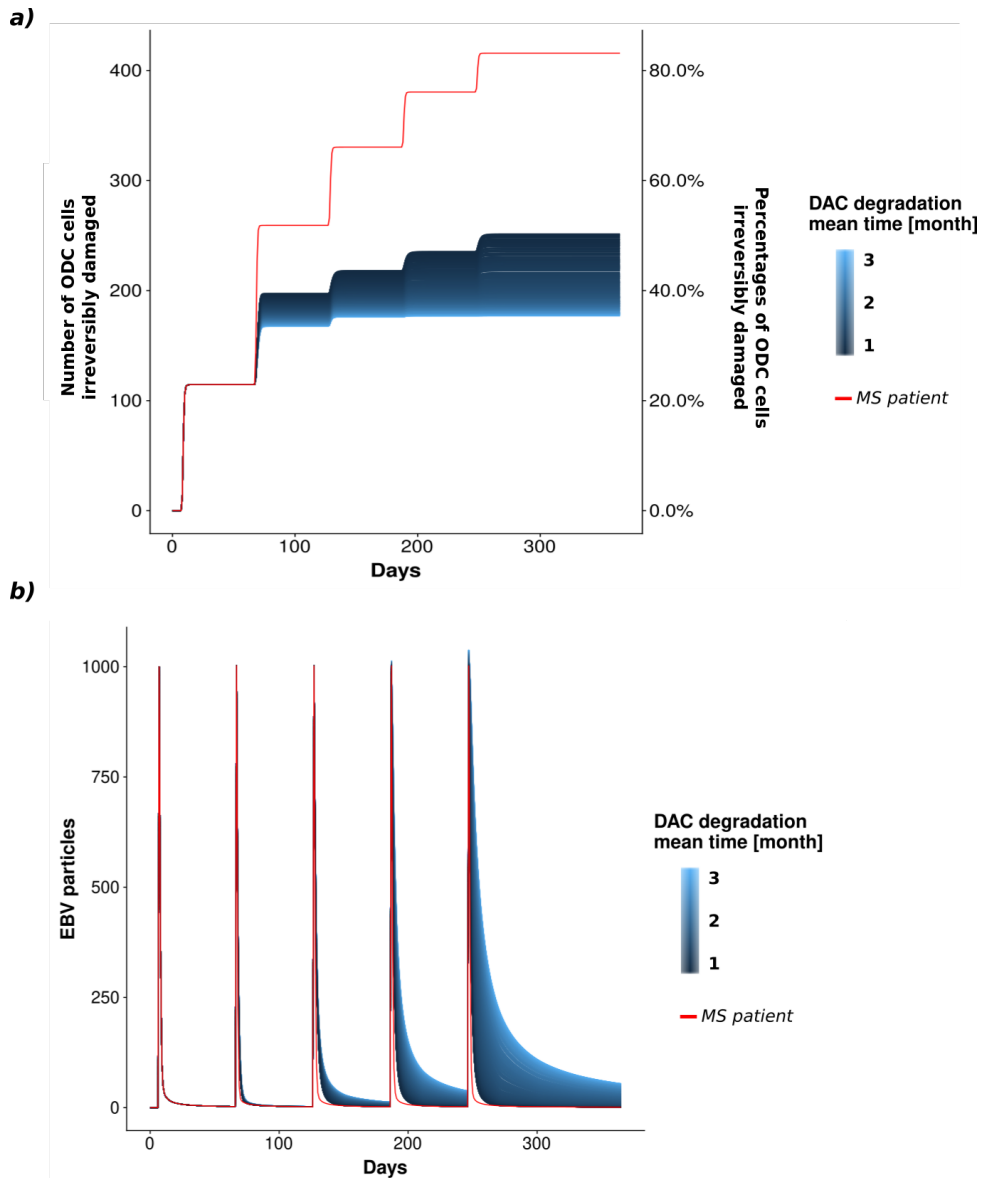 a)
400
300
200
100
0
Number of ODC cells
irreversibly damaged
80.0%
60.0%
40.0%
20.0%
0.0%
Percentages of ODC cells
irreversibly damaged
0
100
200
300
Days
DAC degradation
mean time [month]
3
2
1
MS patient
b)
1000
750
500
250
0
EBV particles
0
100
200
300
Days
DAC degradation
mean time [month]
3
2
1
MS patient